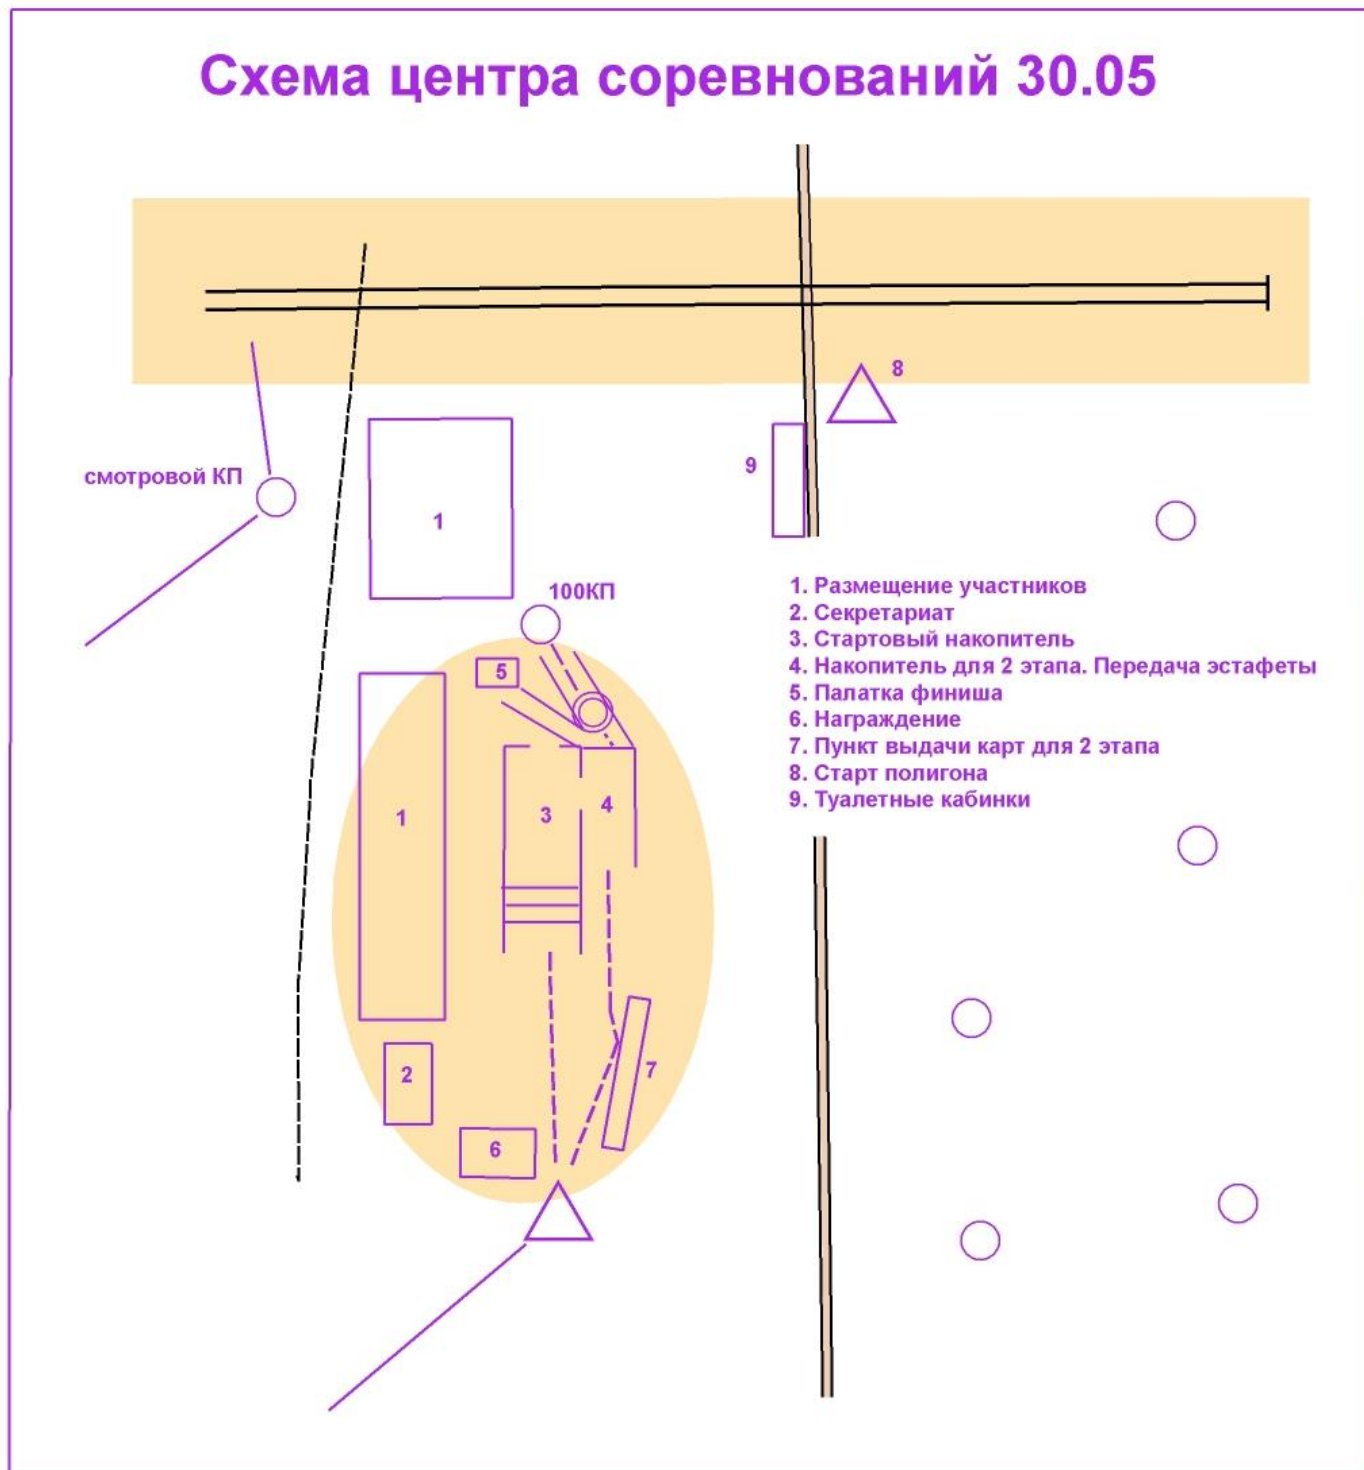 Схема центра соревнований 30.05
8
9
смотровой КП
1
100КП
1. Размещение участников
2. Секретариат
3. Стартовый накопитель
4. Накопитель для 2 этапа. Передача эстафеты
5. Палатка финиша
6. Награждение
7. Пункт выдачи карт для 2 этапа
8. Старт полигона
9. Туалетные кабинки
5
4
3
1
7
2
6